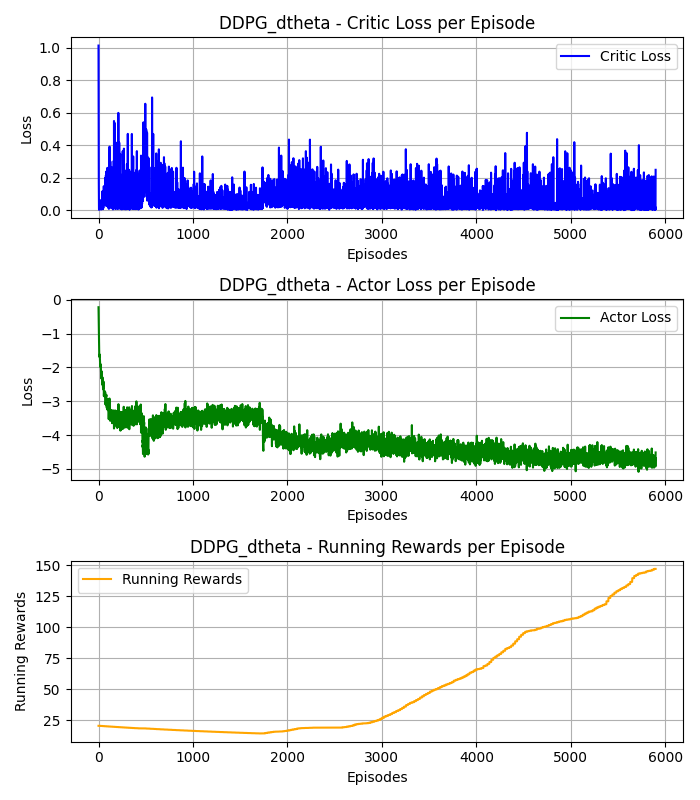 DDPG_dtheta - Critic Loss per Episode
Critic Loss
1.0
0.8
0.6
0.4
0.2
0.0
Loss
0 1000 2000 3000 4000 5000 6000
Episodes
DDPG_dtheta - Actor Loss per Episode
Actor Loss
0
−1
−2
−3
−4
−5
Loss
0 1000 2000 3000 4000 5000 6000
Episodes
DDPG_dtheta - Running Rewards per Episode
Running Rewards
150
125
100
75
50
25
Running Rewards
0 1000 2000 3000 4000 5000 6000
Episodes